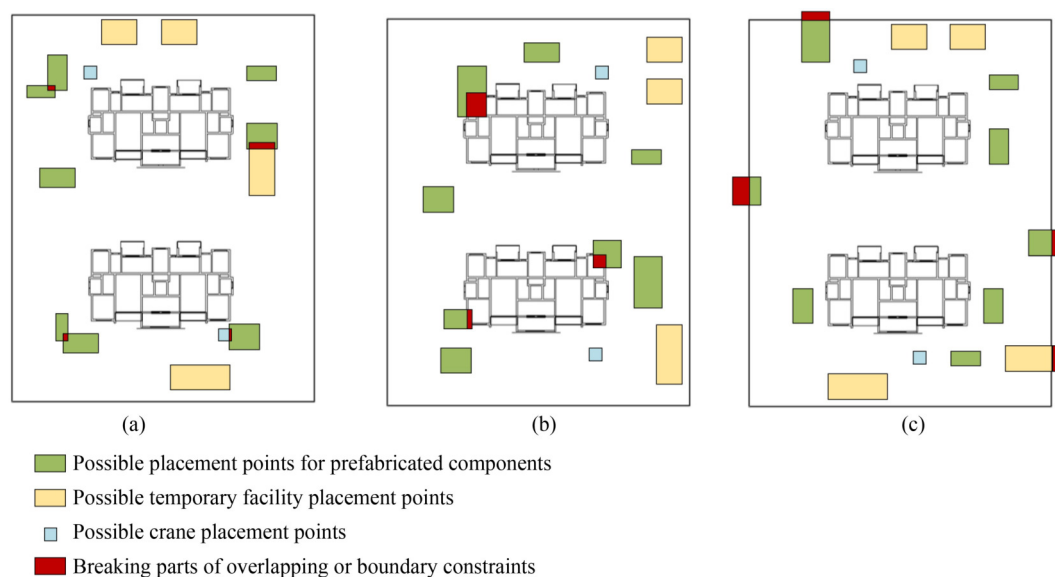 (a)
(b)
(c)
Possible placement points for prefabricated components
Possible temporary facility placement points
Possible crane placement points
Breaking parts of overlapping or boundary constraints